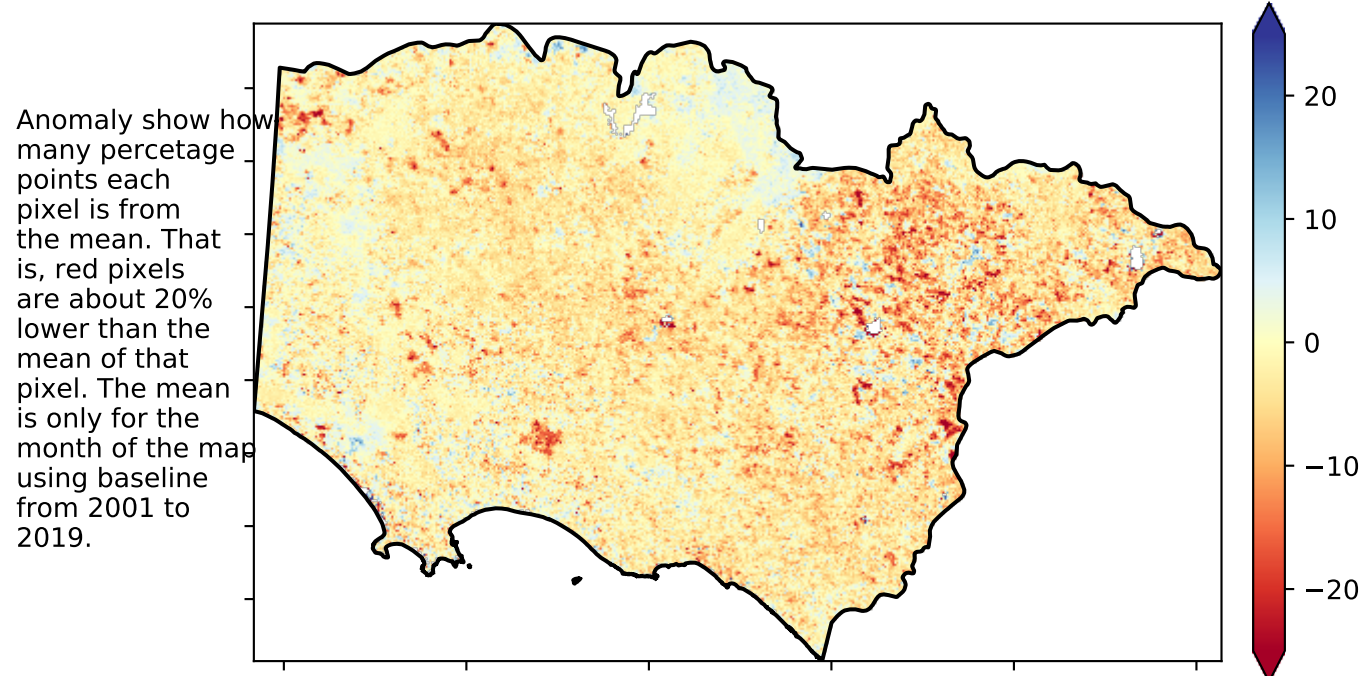 Anomaly show how
many percetage
points each
pixel is from
the mean. That
is, red pixels
are about 20%
lower than the
mean of that
pixel. The mean
is only for the
month of the map
using baseline
from 2001 to
2019.
20
10
0
−10
−20